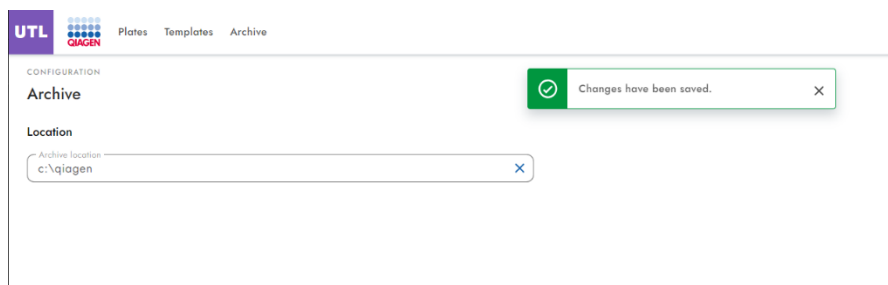 UTL QIAGEN Plates Templates Archive
CONFIGURATION
Archive
Changes have been saved.
Location
Archive location
c:\qiagen